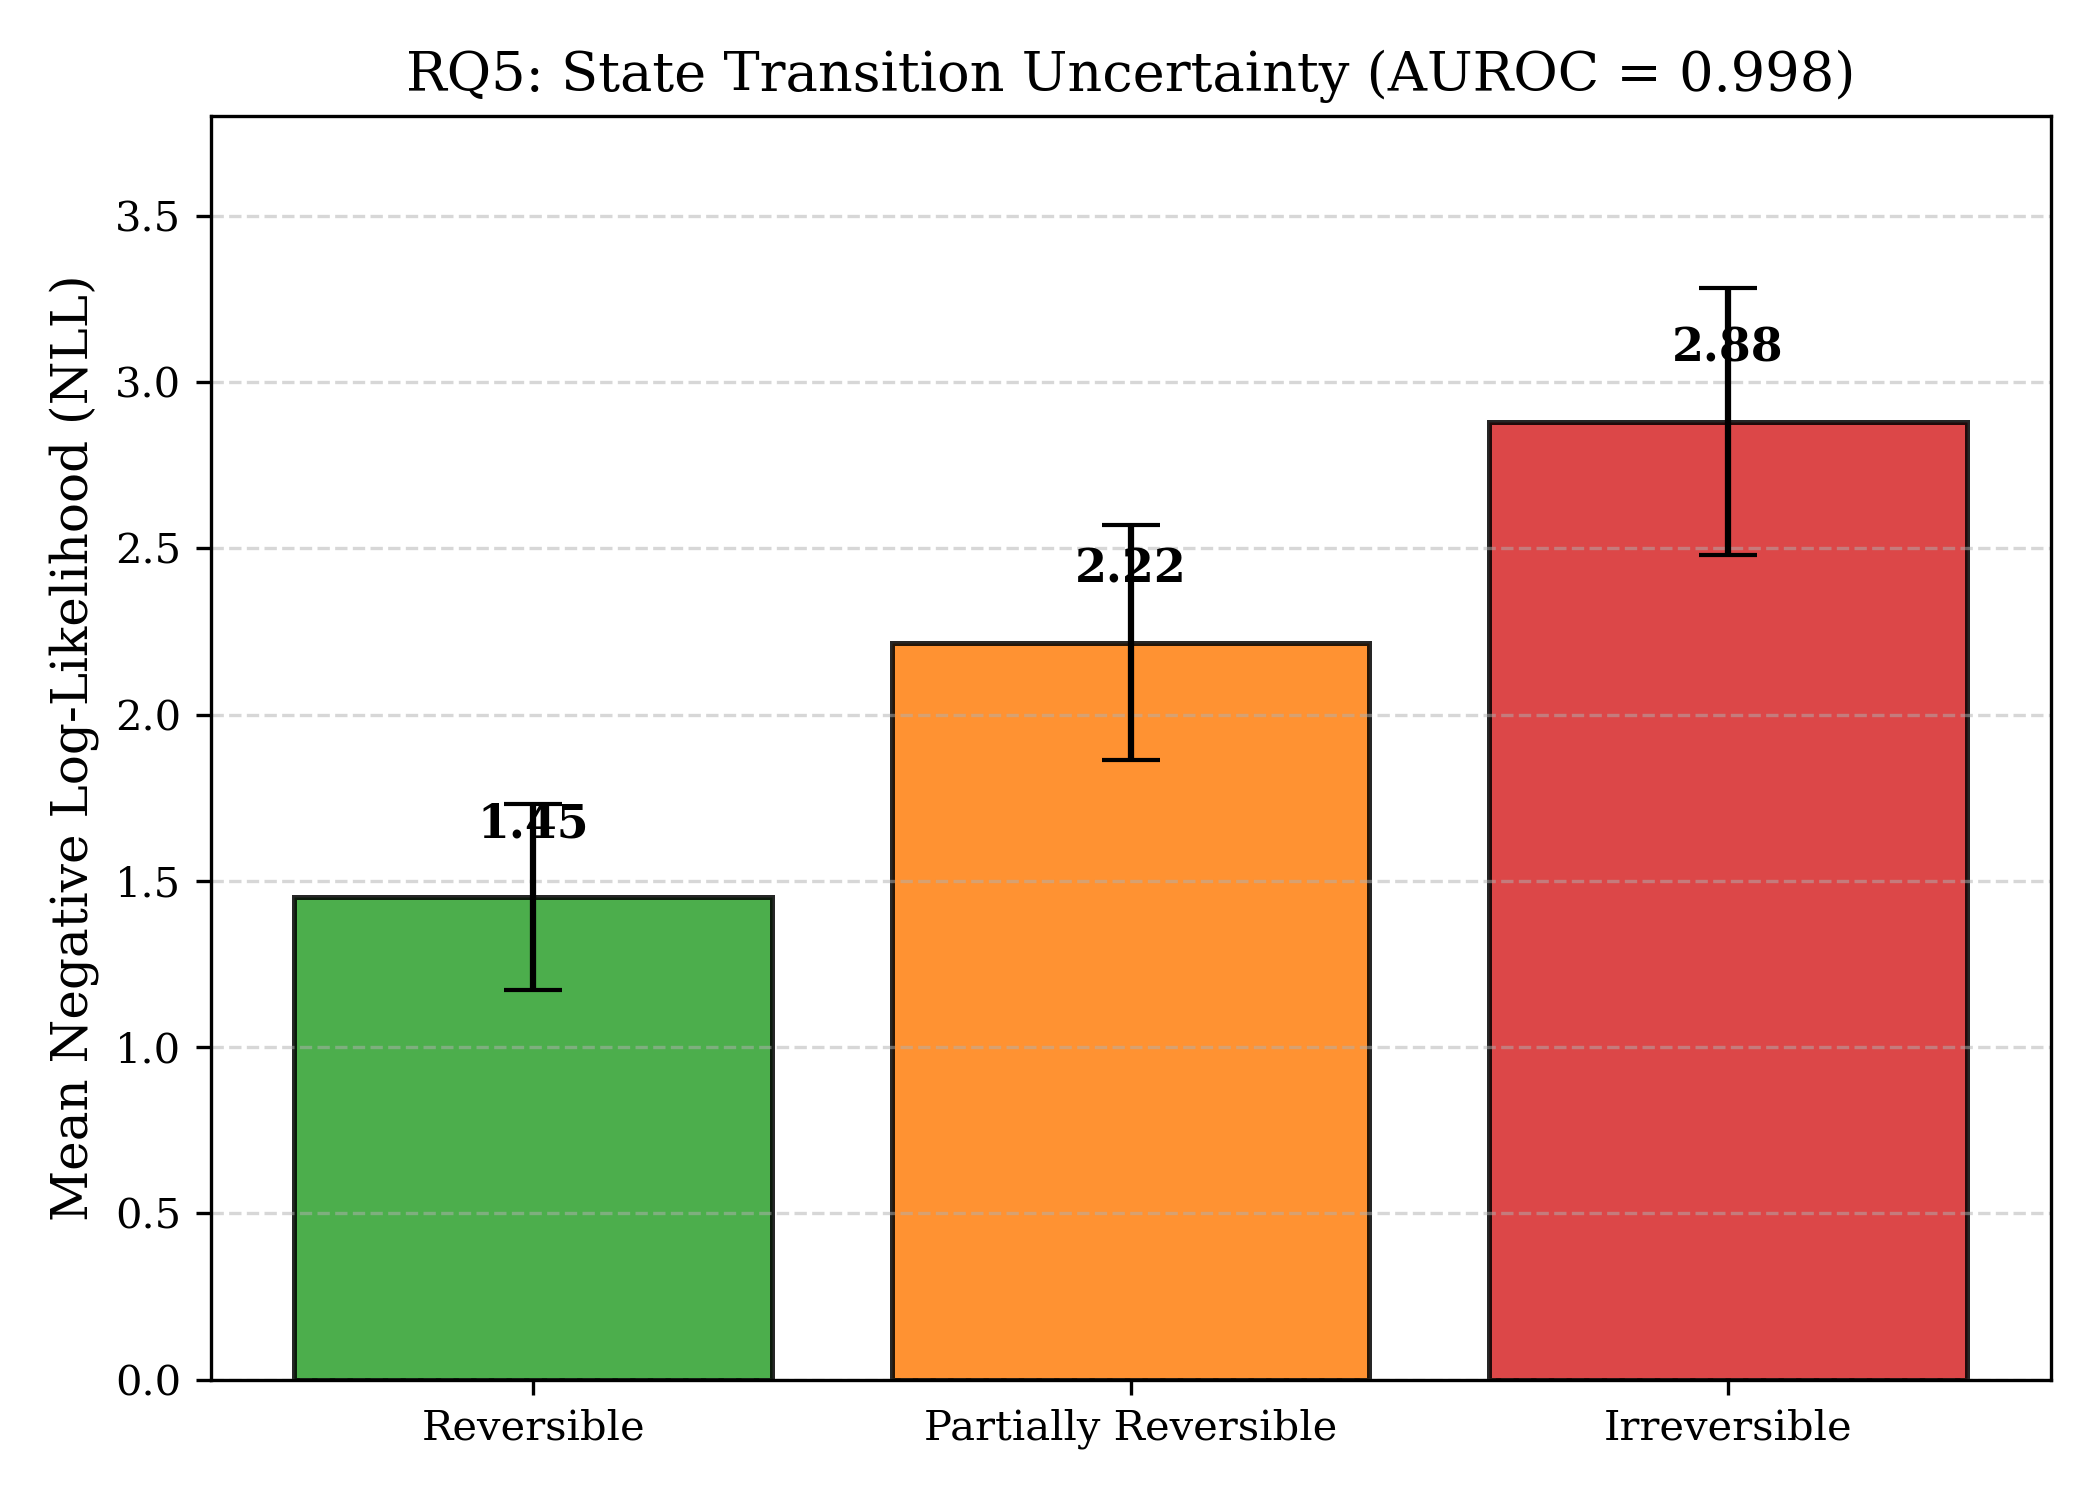 RQ5: State Transition Uncertainty (AUROC = 0.998)
Mean Negative Log-Likelihood (NLL)
3.5
3.0
2.5
2.0
1.5
1.0
0.5
0.0
1.45
2.22
2.88
Reversible
Partially Reversible
Irreversible